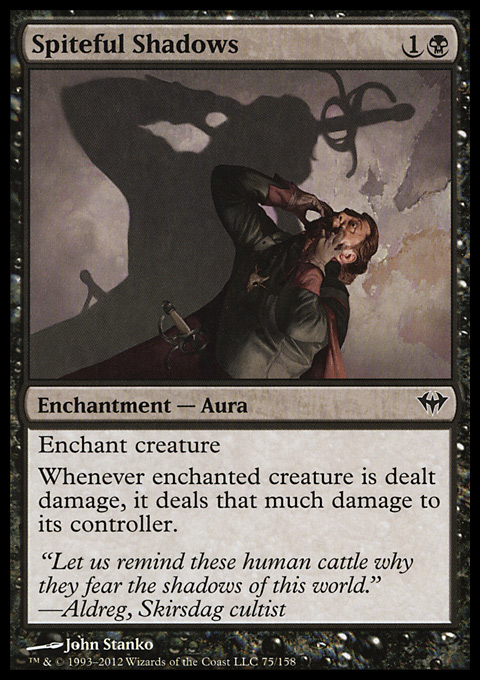 Spiteful Shadows 1
Enchantment — Aura
Enchant creature
Whenever enchanted creature is dealt
damage, it deals that much damage to
its controller.
“Let us remind these human cattle why
they fear the shadows of this world.”
—Aldreg, Skirsdag cultist
John Stanko
™ & © 1993–2012 Wizards of the Coast LLC 75/158